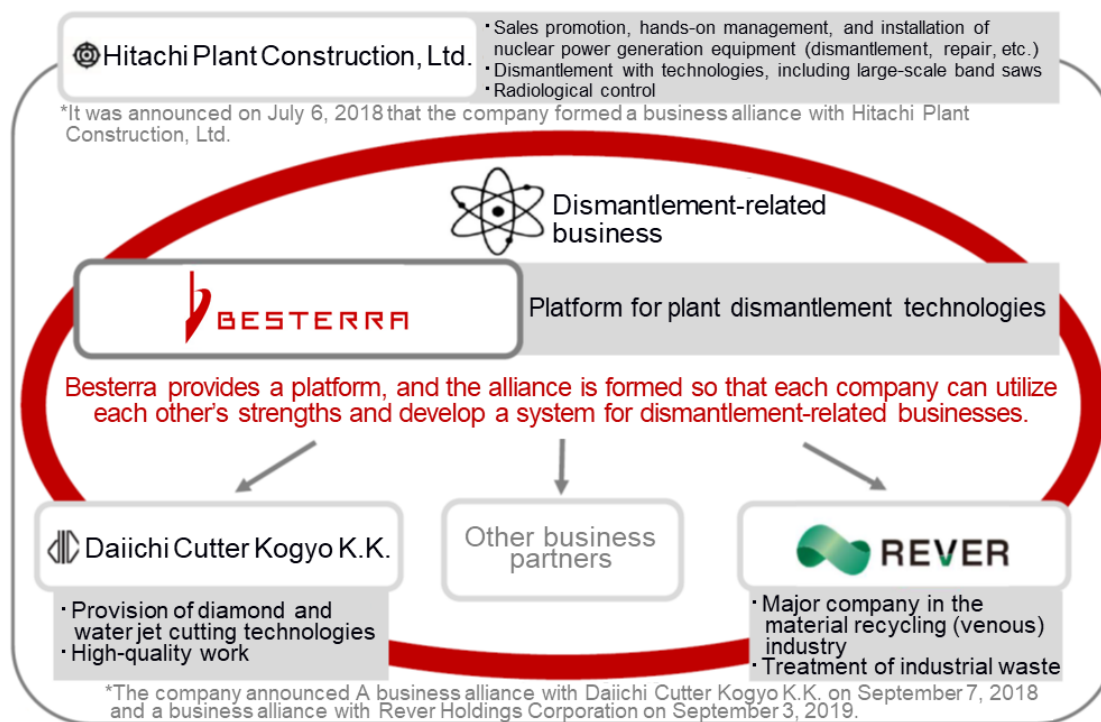 Hitachi Plant Construction, Ltd.
・Sales promotion, hands-on management, and installation of
nuclear power generation equipment (dismantlement, repair, etc.)
・Dismantlement with technologies, including large-scale band saws
・Radiological control
*It was announced on July 6, 2018 that the company formed a business alliance with Hitachi Plant
Construction, Ltd.
Dismantlement-related
business
BESTERRA
Platform for plant dismantlement technologies
Besterra provides a platform, and the alliance is formed so that each company can utilize
each other's strengths and develop a system for dismantlement-related businesses.
Daiichi Cutter Kogyo K.K.
・Provision of diamond and
water jet cutting technologies
・High-quality work
Other business
partners
REVER
・Major company in the
material recycling (venous)
industry
・Treatment of industrial waste
*The company announced A business alliance with Daiichi Cutter Kogyo K.K. on September 7, 2018
and a business alliance with Rever Holdings Corporation on September 3, 2019.